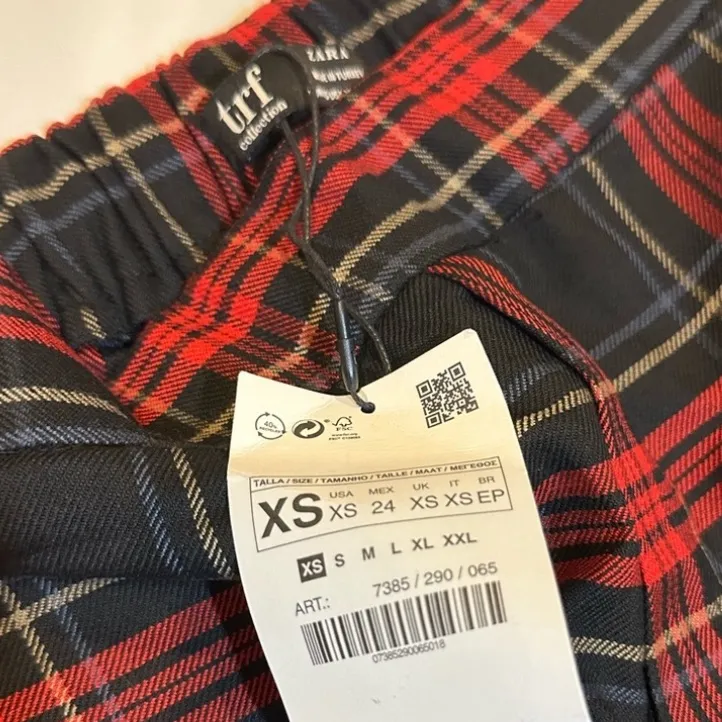 trf
collection
ZARA
40%
FSC
TALLA / SIZE / TAMANHO / TAILLE / MAAT / ΜΕΓΕΘΟΣ
XS
USA MEX UK IT BR
XS 24 XS XS EP
XS S M L XL XXL
ART.: 7385 / 290 / 065
07385290065018